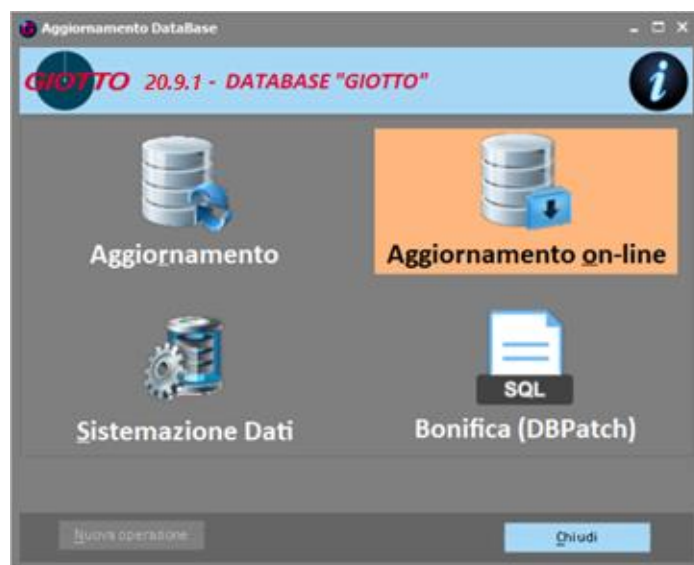 Aggiornamento DataBase
GIOTTO 20.9.1 - DATABASE "GIOTTO"
Aggiornamento
Aggiornamento on-line
SQL
Sistemazione Dati
Bonifica (DBPatch)
Nuova operazione
Chiudi